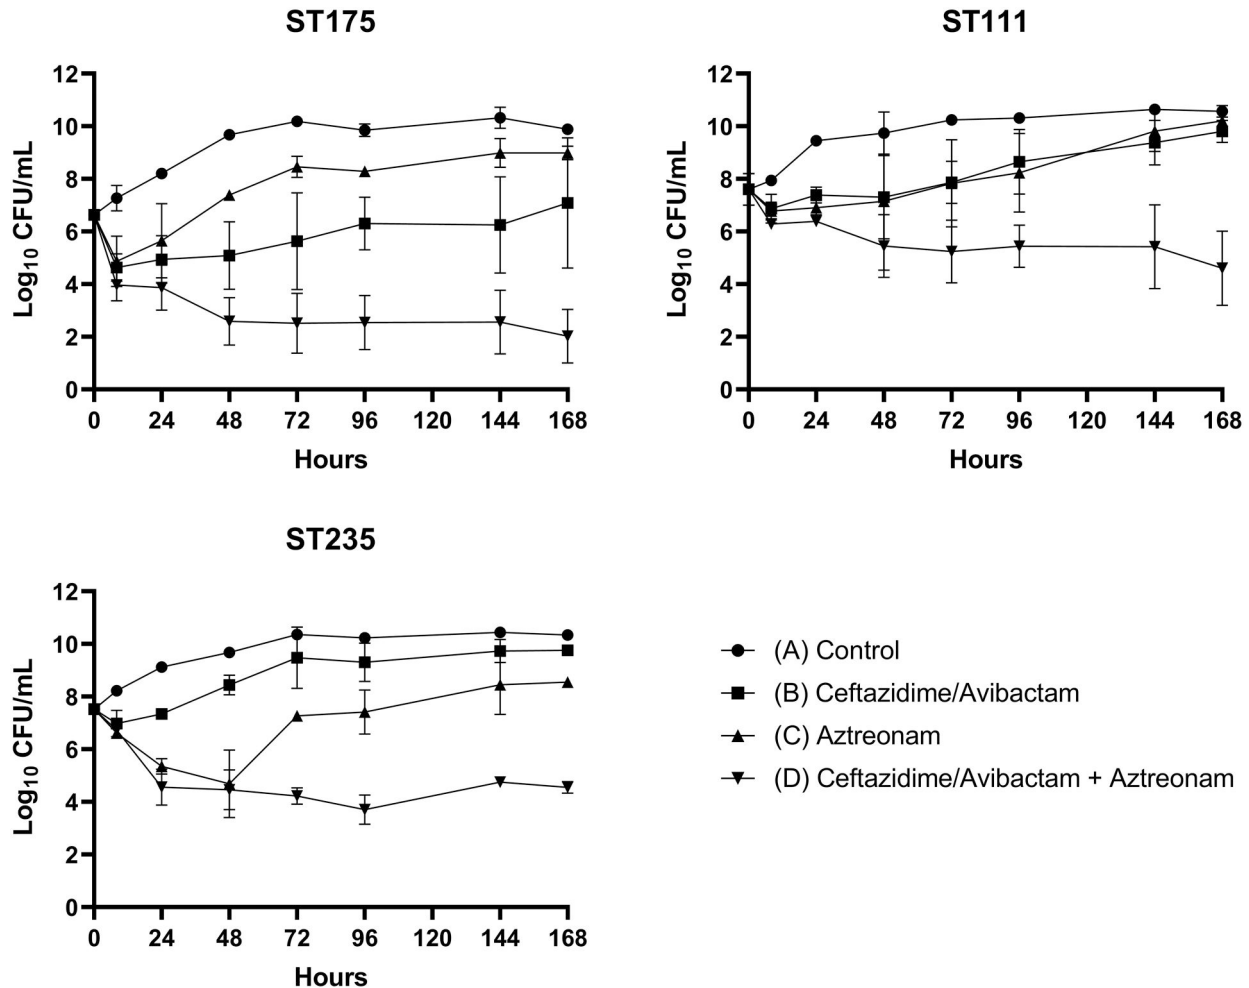 ST175
12
10
8
6
4
2
0
Log10 CFU/mL
0 24 48 72 96 120 144 168
Hours
ST111
12
10
8
6
4
2
0
Log10 CFU/mL
0 24 48 72 96 120 144 168
Hours
ST235
12
10
8
6
4
2
0
Log10 CFU/mL
0 24 48 72 96 120 144 168
Hours
(A) Control
(B) Ceftazidime/Avibactam
(C) Aztreonam
(D) Ceftazidime/Avibactam + Aztreonam